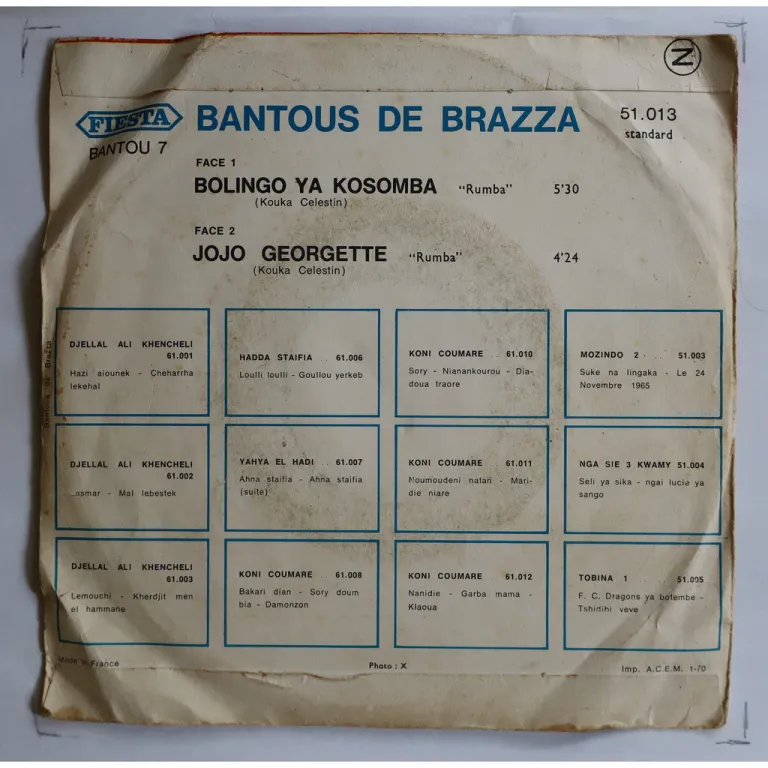 N
FIESTA
BANTOUS DE BRAZZA
51.013
standard
BANTOU 7
FACE 1
BOLINGO YA KOSOMBA "Rumba" 5'30
(Kouka Celestin)
FACE 2
JOJO GEORGETTE "Rumba" 4'24
(Kouka Celestin)
DJELLAL ALI KHENCHELI
61.001
Hazi aiounek - Cheharrha
lekehal
HADDA STAIFIA .. 61.006
Loulli loulli - Goullou yerkeb
KONI COUMARE .. 61.010
Sory - Nianankourou - Dia-
doua traore
MOZINDO 2 . .. 51.003
Suke na lingaka - Le 24
Novembre 1965
DJELLAL ALI KHENCHELI
61.002
- Mal lebestek
YAHYA EL HADI .. 61.007
Ahna staifia - Ahna staifia
(suite)
KONI COUMARE .. 61.011
N'oumoudeni natari - Mari-
die niare
NGA SIE 3 KWAMY 51.004
Seli ya sika - ngai lucie ya
sango
DJELLAL ALI KHENCHELI
61.003
Lemouchi - Kherdjit men
el hammane
KONI COUMARE .. 61.008
Bakari dian - Sory doum
bia - Damonzon
KONI COUMARE .. 61.012
Nanidie - Garba mama -
Klaoua
TOBINA 1 .. .. 51.005
F. C. Dragons ya botembe -
Tshidihi veve
Bantous de Brazza
Made in France
Photo : X
Imp. A.C.E.M. 1-70